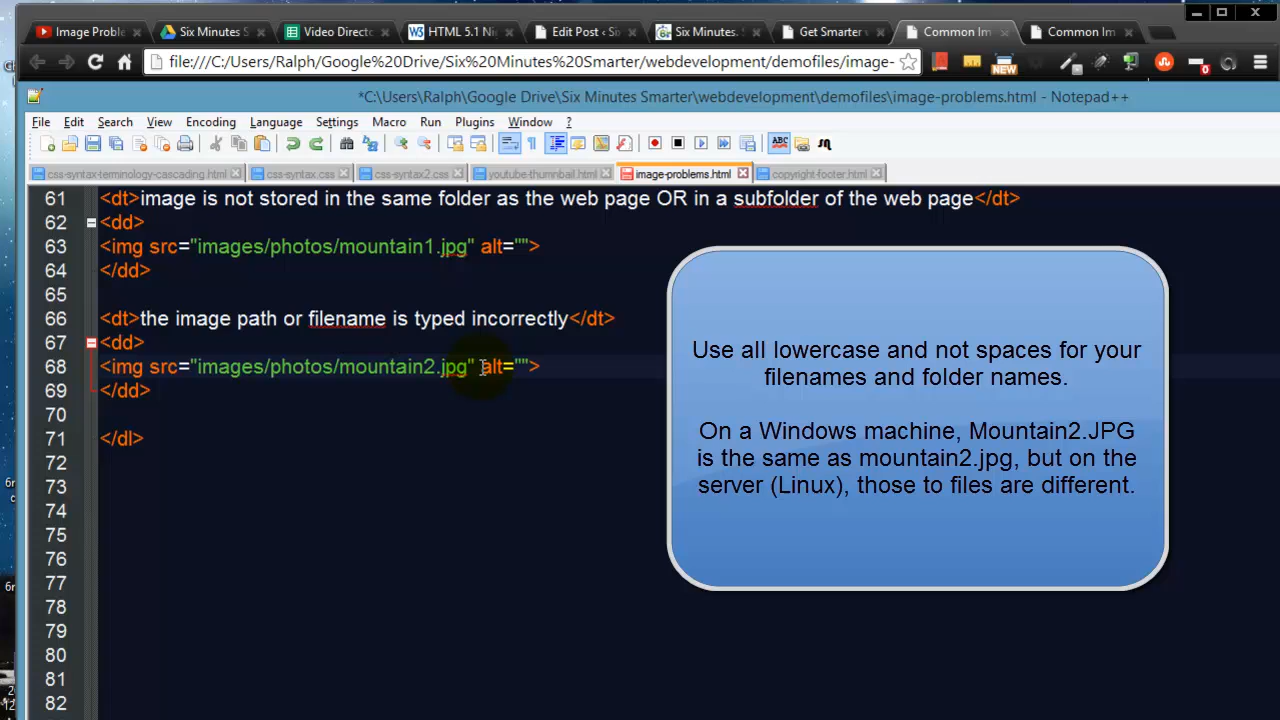 Image Proble
Six Minutes S
Video Direct
HTML 5.1 Ni
Edit Post ‹ Si
Six Minutes.
Get Smarter
Common Im
Common Im
file:///C:/Users/Ralph/Google%20Drive/Six%20Minutes%20Smarter/webdevelopment/demofiles/image-
NEW
*C:\Users\Ralph\Google Drive\Six Minutes Smarter\webdevelopment\demofiles\image-problems.html - Notepad++
File Edit Search View Encoding Language Settings Macro Run Plugins Window ?
css-syntax-terminology-cascading.html css-syntax.css css-syntax2.css youtube-thumnbail.html image-problems.html copyright-footer.html
61 <dt>image is not stored in the same folder as the web page OR in a subfolder of the web page</dt>
62 <dd>
63 <img src="images/photos/mountain1.jpg" alt="">
64 </dd>
65
66 <dt>the image path or filename is typed incorrectly</dt>
67 <dd>
68 <img src="images/photos/mountain2.jpg" alt="">
69 </dd>
70
71 </dl>
72
73
74
75
76
77
78
79
80
81
82
Use all lowercase and not spaces for your
filenames and folder names.
On a Windows machine, Mountain2.JPG
is the same as mountain2.jpg, but on the
server (Linux), those to files are different.